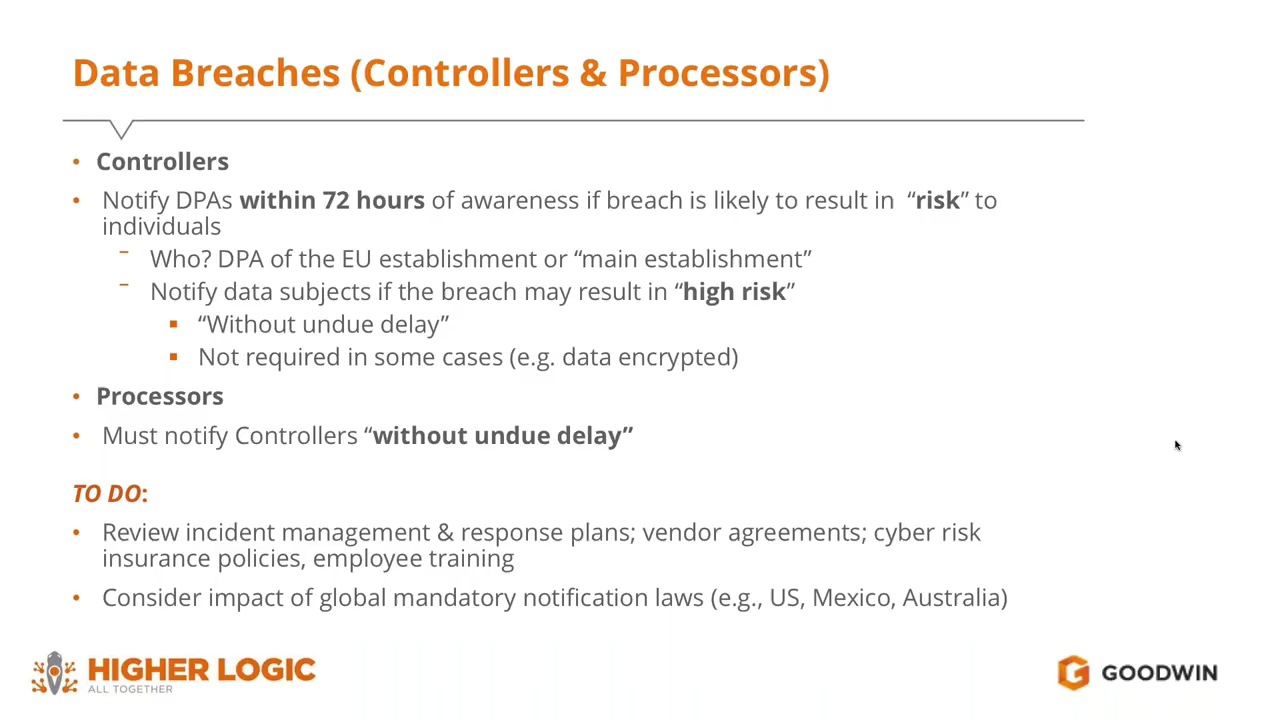 Data Breaches (Controllers & Processors)
• Controllers
• Notify DPAs within 72 hours of awareness if breach is likely to result in “risk” to
individuals
– Who? DPA of the EU establishment or “main establishment”
– Notify data subjects if the breach may result in “high risk”
▪ “Without undue delay”
▪ Not required in some cases (e.g. data encrypted)
• Processors
• Must notify Controllers “without undue delay”
TO DO:
• Review incident management & response plans; vendor agreements; cyber risk
insurance policies, employee training
• Consider impact of global mandatory notification laws (e.g., US, Mexico, Australia)
HIGHER LOGIC
ALL TOGETHER
GOODWIN